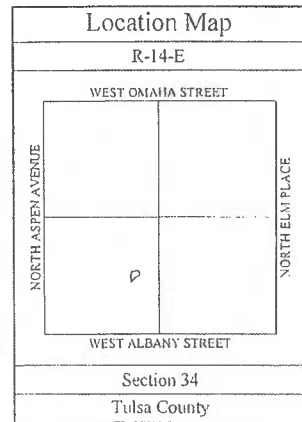 Location Map
R-14-E
WEST OMAHA STREET
NORTH ASPEN AVENUE
NORTH ELM PLACE
WEST ALBANY STREET
Section 34
Tulsa County